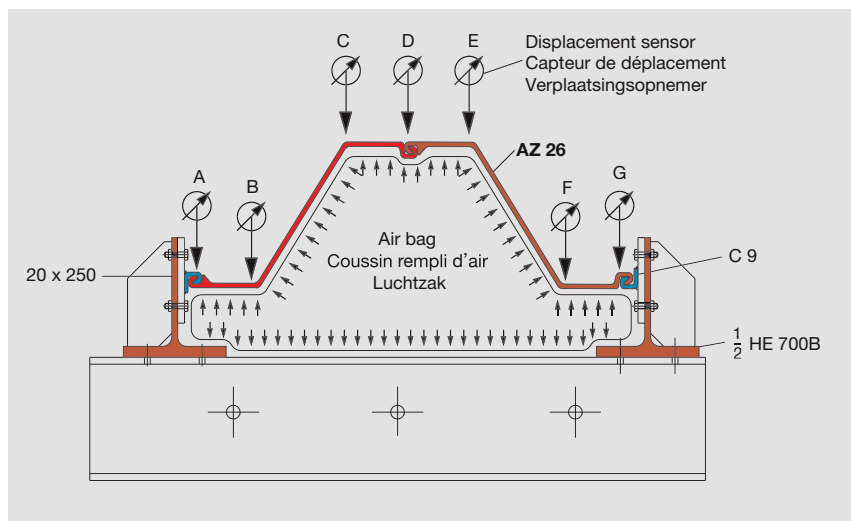 C D E
Displacement sensor
Capteur de déplacement
Verplaatsingsopnemer
AZ 26
A
B
F
G
Air bag
Coussin rempli d'air
Luchtzak
20 x 250
C 9
1/2 HE 700B